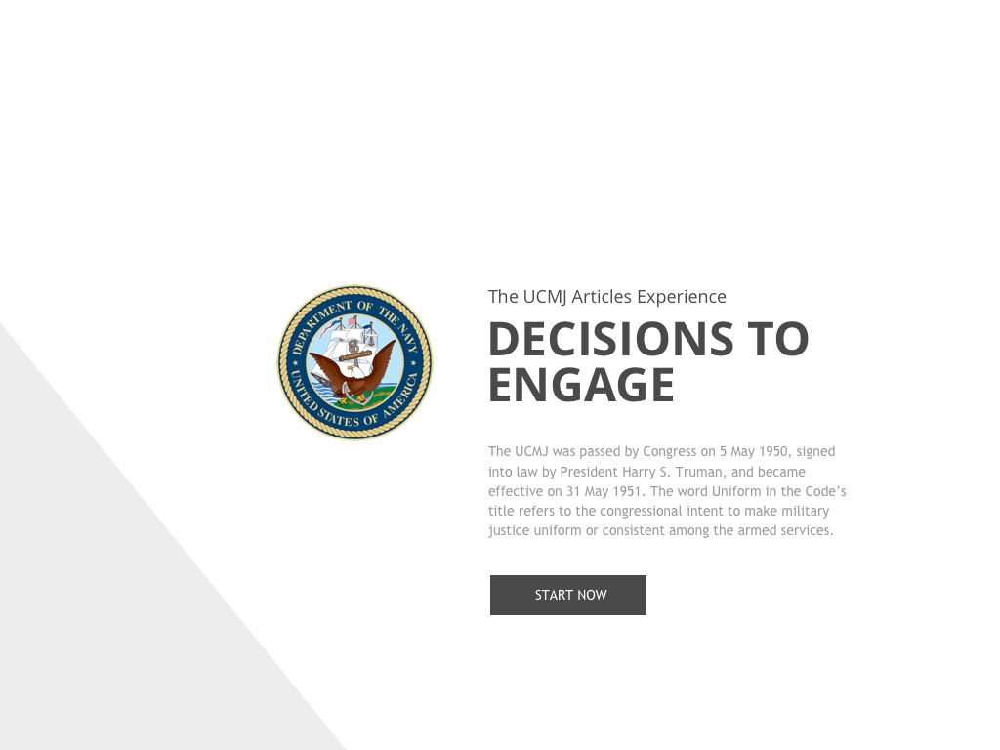 DEPARTMENT OF THE NAVY
UNITED STATES OF AMERICA
The UCMJ Articles Experience
DECISIONS TO
ENGAGE
The UCMJ was passed by Congress on 5 May 1950, signed
into law by President Harry S. Truman, and became
effective on 31 May 1951. The word Uniform in the Code’s
title refers to the congressional intent to make military
justice uniform or consistent among the armed services.
START NOW